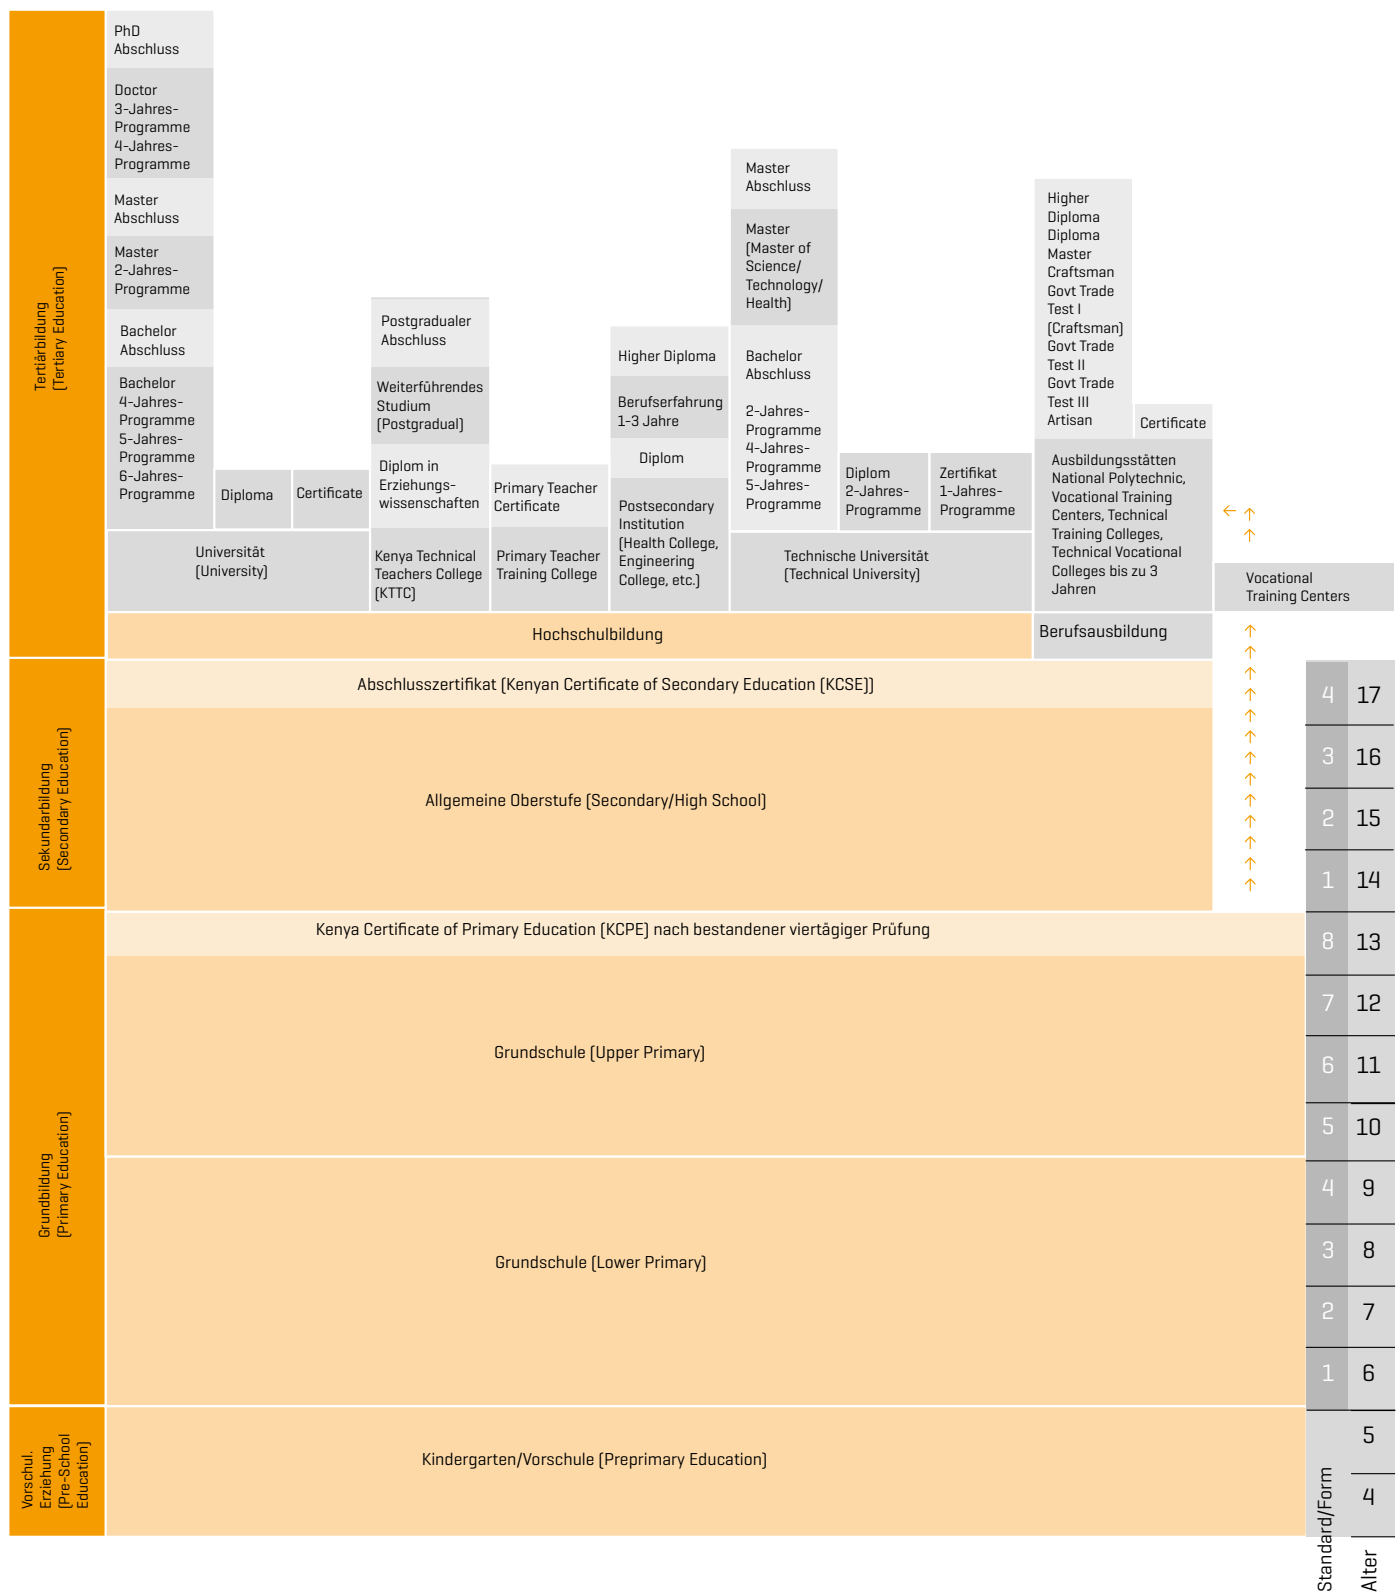 PhD
Abschluss
Doctor
3-Jahres-
Programme
4-Jahres-
Programme
Master
Abschluss
Master
2-Jahres-
Programme
Bachelor
Abschluss
Bachelor
4-Jahres-
Programme
5-Jahres-
Programme
6-Jahres-
Programme
Diploma
Certificate
Universität
(University)
Postgradualer
Abschluss
Weiterführendes
Studium
(Postgradual)
Diplom in
Erziehungs-
wissenschaften
Kenya Technical
Teachers College
(KTTC)
Primary Teacher
Certificate
Primary Teacher
Training College
Higher Diploma
Berufserfahrung
1-3 Jahre
Diplom
Postsecondary
Institution
(Health College,
Engineering
College, etc.)
Master
Abschluss
Master
(Master of
Science/
Technology/
Health)
Bachelor
Abschluss
2-Jahres-
Programme
4-Jahres-
Programme
5-Jahres-
Programme
Diplom
2-Jahres-
Programme
Zertifikat
1-Jahres-
Programme
Technische Universität
(Technical University)
Higher
Diploma
Diploma
Master
Craftsman
Govt Trade
Test I
(Craftsman)
Govt Trade
Test II
Govt Trade
Test III
Artisan
Certificate
Ausbildungsstätten
National Polytechnic,
Vocational Training
Centers, Technical
Training Colleges,
Technical Vocational
Colleges bis zu 3
Jahren
← ↑
↑
Vocational
Training Centers
Tertiärbildung
(Tertiary Education)
Hochschulbildung
Berufsausbildung
↑
↑
↑
↑
↑
↑
↑
↑
↑
↑
↑
↑
↑
Sekundarbildung
(Secondary Education)
Abschlusszertifikat (Kenyan Certificate of Secondary Education (KCSE))
Allgemeine Oberstufe (Secondary/High School)
4 17
3 16
2 15
1 14
Grundbildung
(Primary Education)
Kenya Certificate of Primary Education (KCPE) nach bestandener viertägiger Prüfung
Grundschule (Upper Primary)
Grundschule (Lower Primary)
8 13
7 12
6 11
5 10
4 9
3 8
2 7
1 6
Vorschul.
Erziehung
(Pre-School
Education)
Kindergarten/Vorschule (Preprimary Education)
5
4
Standard/Form
Alter